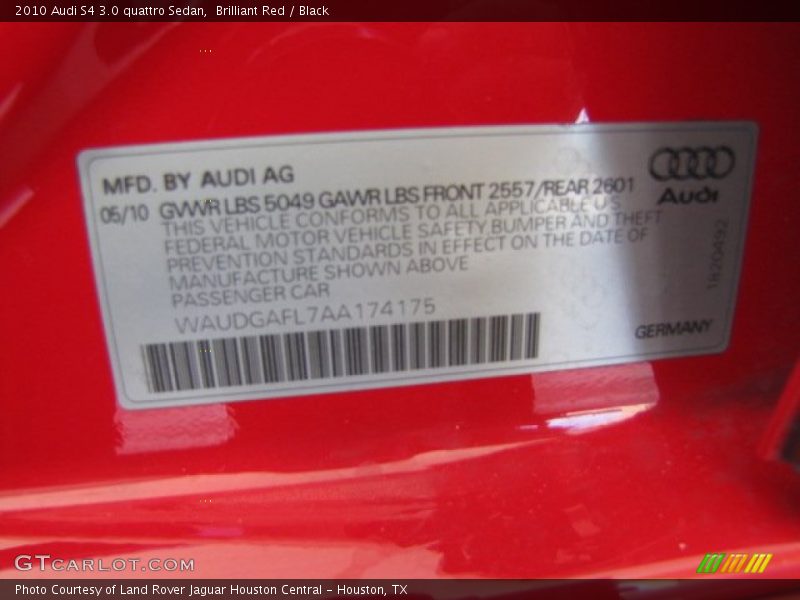 2010 Audi S4 3.0 quattro Sedan,  Brilliant Red / Black
MFD. BY AUDI AG
05/10 GVWR LBS 5049 GAWR LBS FRONT 2557/REAR 2601
THIS VEHICLE CONFORMS TO ALL APPLICABLE U.S.
FEDERAL MOTOR VEHICLE SAFETY,BUMPER AND THEFT
PREVENTION STANDARDS IN EFFECT ON THE DATE OF
MANUFACTURE SHOWN ABOVE
PASSENGER CAR
WAUDGAFL7AA174175
Audi
1820492
GERMANY
GTCARLOT.COM
Photo Courtesy of Land Rover Jaguar Houston Central - Houston, TX